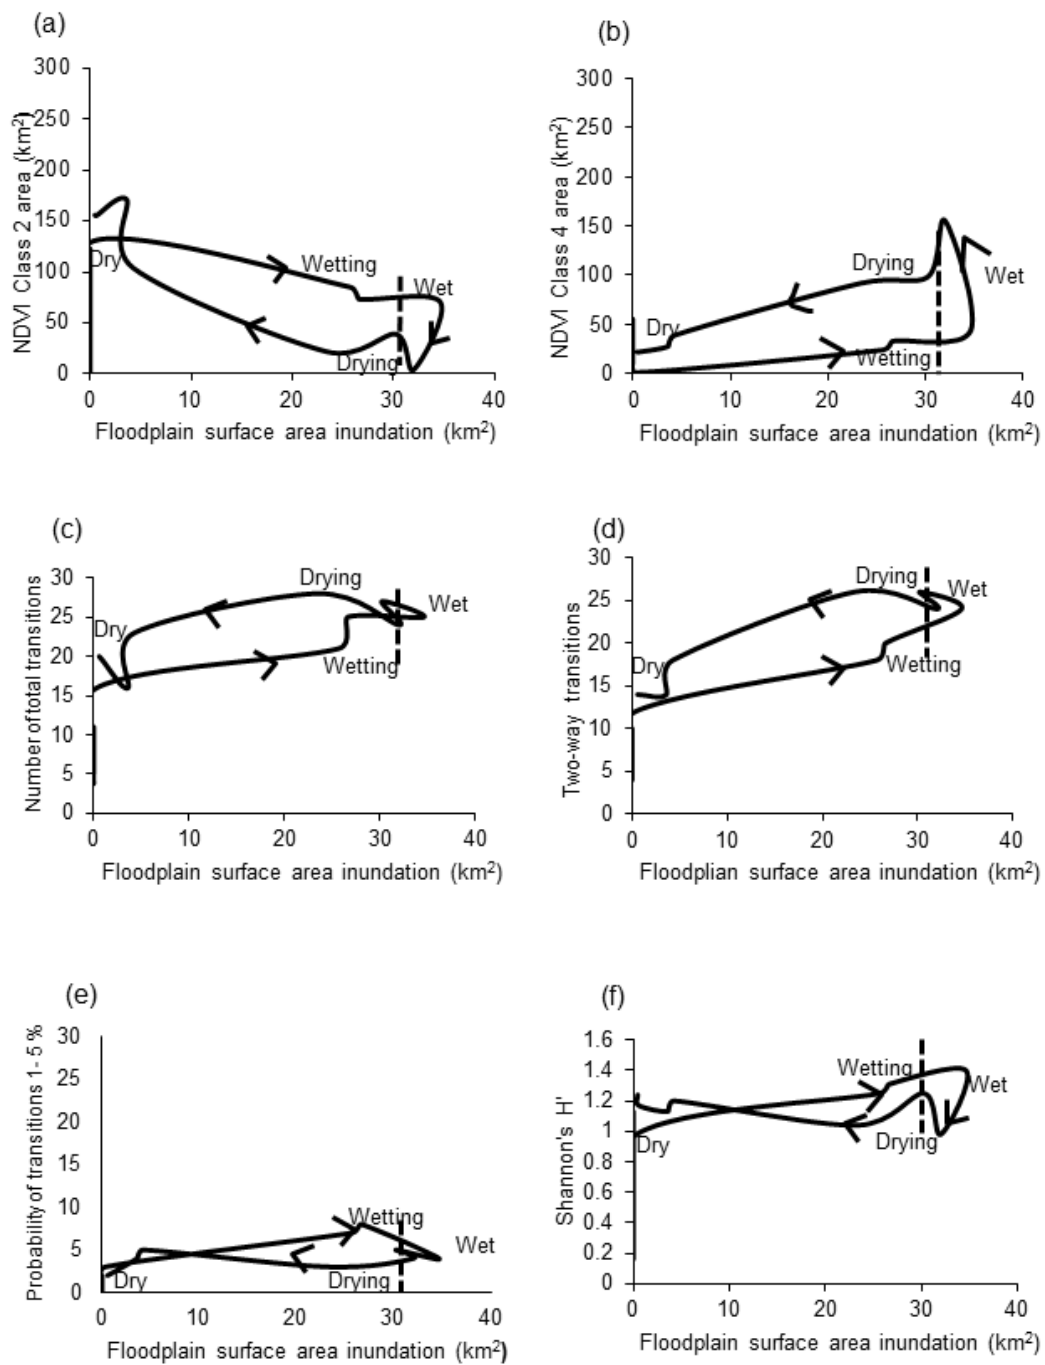 (a)
NDVI Class 2 area (km²)
300
250
200
150
100
50
0
Dry
Wetting
Wet
Drying
0 10 20 30 40
Floodplain surface area inundation (km²)
(b)
NDVI Class 4 area (km²)
300
250
200
150
100
50
0
Drying
Wet
Dry
Wetting
0 10 20 30 40
Floodplain surface area inundation (km²)
(c)
Number of total transitions
30
25
20
15
10
5
0
Drying
Wet
Dry
Wetting
0 10 20 30 40
Floodplain surface area inundation (km²)
(d)
Two-way transitions
30
25
20
15
10
5
0
Drying
Wet
Dry
Wetting
0 10 20 30 40
Floodplian surface area inundation (km²)
(e)
Probability of transitions 1- 5 %
30
25
20
15
10
5
0
Wetting
Wet
Dry
Drying
0 10 20 30 40
Floodplain surface area inundation (km²)
(f)
Shannon's H'
1.6
1.4
1.2
1
0.8
0.6
0.4
0.2
0
Wetting
Wet
Dry
Drying
0 10 20 30 40
Floodplain surface area inundation (km²)